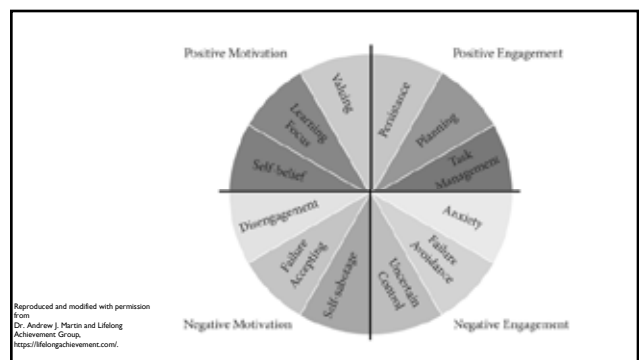 Positive Motivation
Positive Engagement
Valuing
Persistance
Learning
Focus
Planning
Self-belief
Task
Management
Disengagement
Anxiety
Failure
Accepting
Failure
Avoidance
Self-sabotage
Uncertain
Control
Reproduced and modified with permission
from
Dr. Andrew J. Martin and Lifelong
Achievement Group,
https://lifelongachievement.com/.
Negative Motivation
Negative Engagement